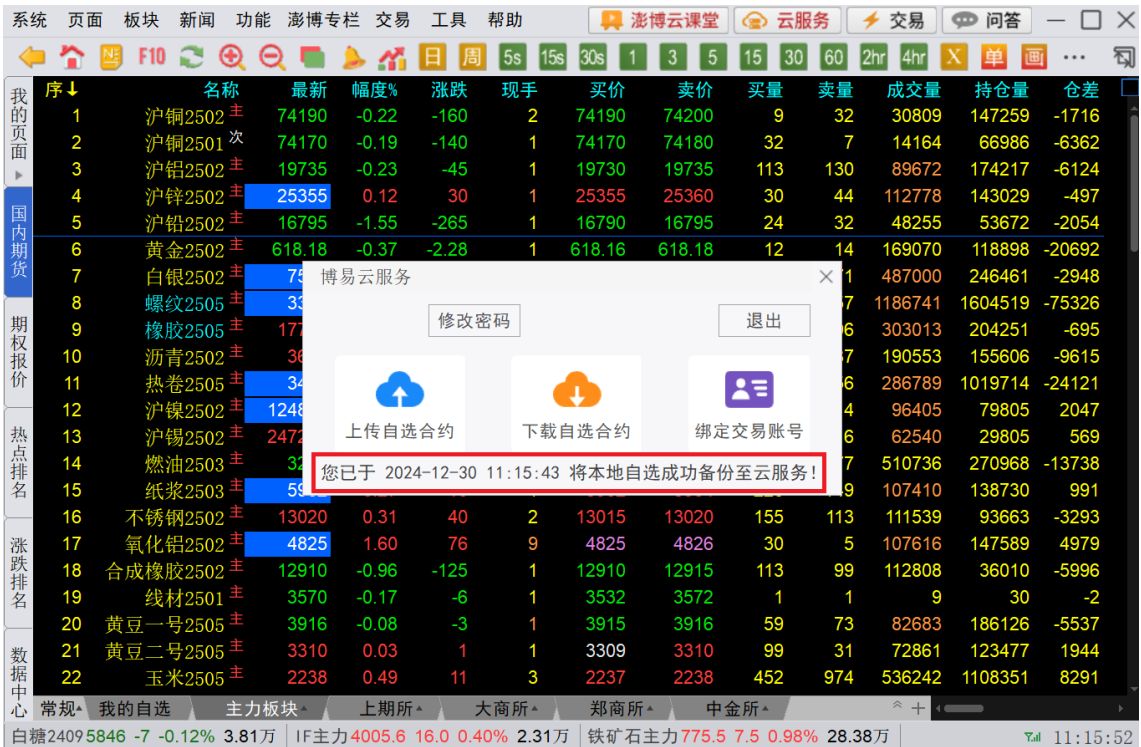 系统 页面 板块 新闻 功能 澎博专栏 交易 工具 帮助 澎博云课堂 云服务 交易 问答
F10 日 周 5s 15s 30s 1 3 5 15 30 60 2hr 4hr X 单 画 ...
我的页面
国内期货
期权报价
热点排名
涨跌排名
数据中心
序↓ 名称 最新 幅度% 涨跌 现手 买价 卖价 买量 卖量 成交量 持仓量 仓差
1 沪铜2502 主 74190 -0.22 -160 2 74190 74200 9 32 30809 147259 -1716
2 沪铜2501 次 74170 -0.19 -140 1 74170 74180 32 7 14164 66986 -6362
3 沪铝2502 主 19735 -0.23 -45 1 19730 19735 113 130 89672 174217 -6124
4 沪锌2502 主 25355 0.12 30 1 25355 25360 30 44 112778 143029 -497
5 沪铅2502 主 16795 -1.55 -265 1 16790 16795 24 32 48255 53672 -2054
6 黄金2502 主 618.18 -0.37 -2.28 1 618.16 618.18 12 14 169070 118898 -20692
7 白银2502 主 487000 246461 -2948
8 螺纹2505 主 1186741 1604519 -75326
9 橡胶2505 主 303013 204251 -695
10 沥青2502 主 190553 155606 -9615
11 热卷2505 主 286789 1019714 -24121
12 沪镍2502 主 96405 79805 2047
13 沪锡2502 主 62540 29805 569
14 燃油2503 主 510736 270968 -13738
15 纸浆2503 主 107410 138730 991
16 不锈钢2502 主 13020 0.31 40 2 13015 13020 155 113 111539 93663 -3293
17 氧化铝2502 主 4825 1.60 76 9 4825 4826 30 5 107616 147589 4979
18 合成橡胶2502 主 12910 -0.96 -125 1 12910 12915 113 99 112808 36010 -5996
19 线材2501 主 3570 -0.17 -6 1 3532 3572 1 1 9 30 -2
20 黄豆一号2505 主 3916 -0.08 -3 1 3915 3916 59 73 82683 186126 -5537
21 黄豆二号2505 主 3310 0.03 1 1 3309 3310 99 31 72861 123477 1944
22 玉米2505 主 2238 0.49 11 3 2237 2238 452 974 536242 1108351 8291
博易云服务
修改密码 退出
上传自选合约 下载自选合约 绑定交易账号
您已于 2024-12-30 11:15:43 将本地自选成功备份至云服务!
常规 我的自选 主力板块 上期所 大商所 郑商所 中金所
白糖2409 5846 -7 -0.12% 3.81万 IF主力 4005.6 16.0 0.40% 2.31万 铁矿石主力 775.5 7.5 0.98% 28.38万 11:15:52